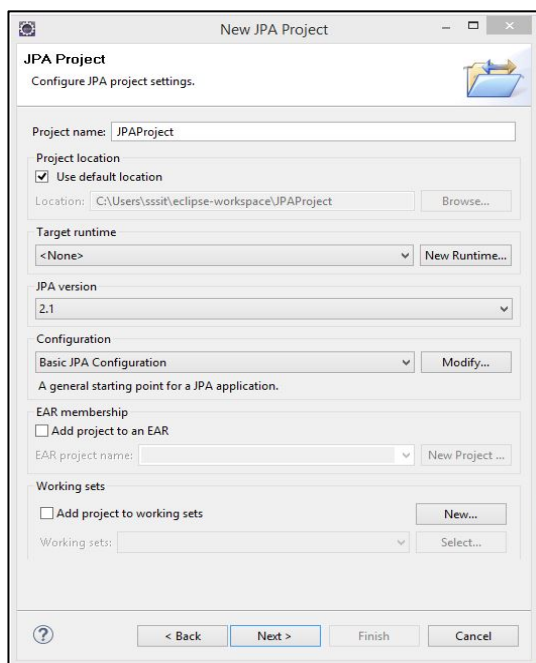 New JPA Project
JPA Project
Configure JPA project settings.
Project name: JPAProject
Project location
Use default location
Location: C:\Users\sssit\eclipse-workspace\JPAProject Browse...
Target runtime
<None> New Runtime...
JPA version
2.1
Configuration
Basic JPA Configuration Modify...
A general starting point for a JPA application.
EAR membership
Add project to an EAR
EAR project name: New Project ...
Working sets
Add project to working sets New...
Working sets: Select...
? < Back Next > Finish Cancel